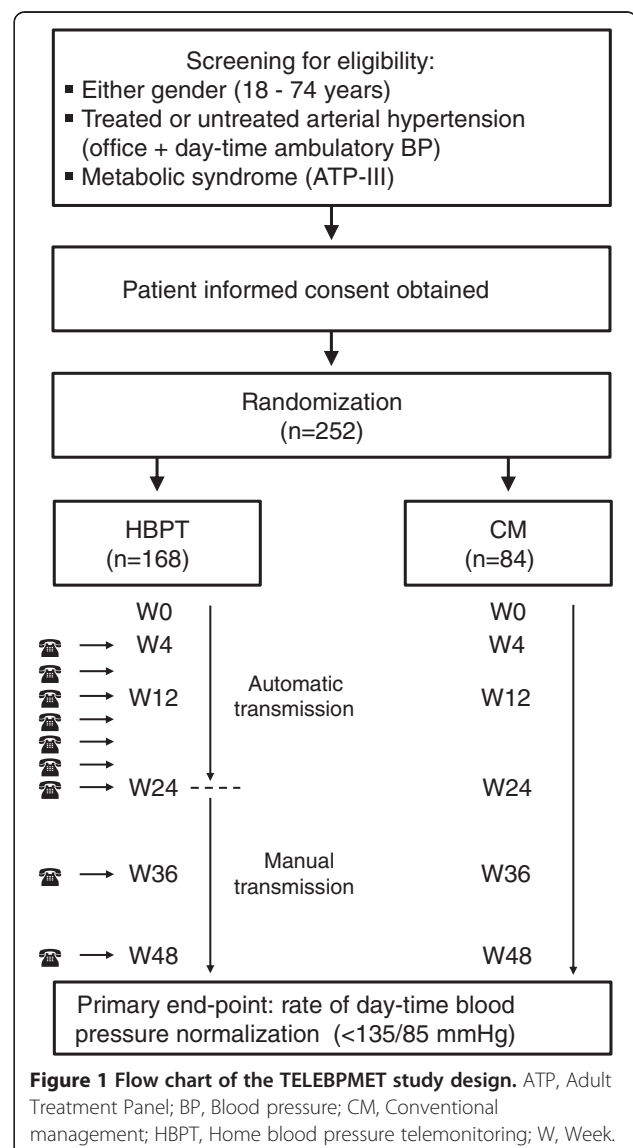 Screening for eligibility:
▪ Either gender (18 - 74 years)
▪ Treated or untreated arterial hypertension
(office + day-time ambulatory BP)
▪ Metabolic syndrome (ATP-III)
Patient informed consent obtained
Randomization
(n=252)
HBPT
(n=168)
CM
(n=84)
W0
W4
W12
Automatic
transmission
W24
Manual
transmission
W36
W48
W0
W4
W12
W24
W36
W48
Primary end-point: rate of day-time blood
pressure normalization (<135/85 mmHg)
Figure 1 Flow chart of the TELEBPMET study design. ATP, Adult
Treatment Panel; BP, Blood pressure; CM, Conventional
management; HBPT, Home blood pressure telemonitoring; W, Week.